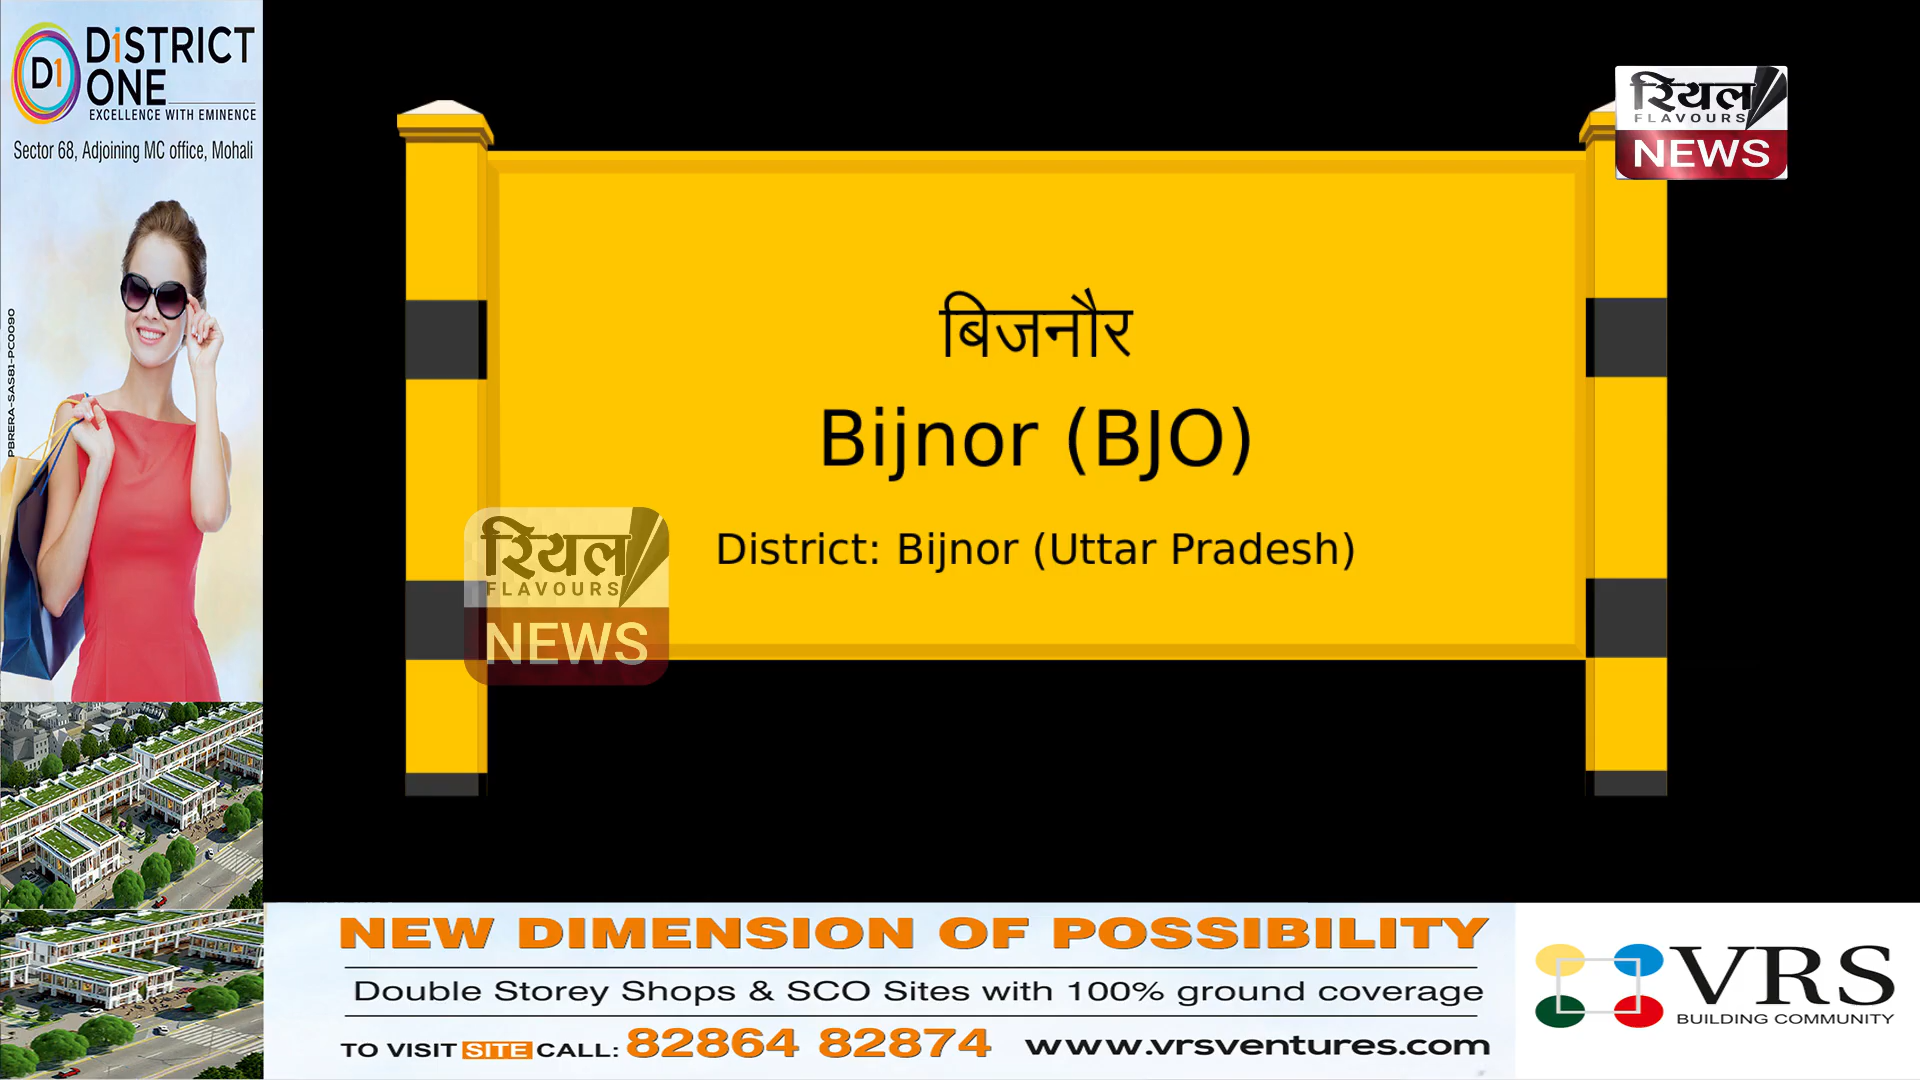 D1 DiSTRICT
ONE
EXCELLENCE WITH EMINENCE
Sector 68, Adjoining MC office, Mohali
PBRERA-SAS81-PC0090
रियल
FLAVOURS
NEWS
बिजनौर
Bijnor (BJO)
District: Bijnor (Uttar Pradesh)
रियल
FLAVOURS
NEWS
NEW DIMENSION OF POSSIBILITY
Double Storey Shops & SCO Sites with 100% ground coverage
TO VISIT SITE CALL: 82864 82874 www.vrsventures.com
VRS
BUILDING COMMUNITY